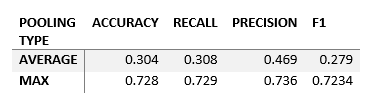 POOLING TYPE ACCURACY RECALL PRECISION F1
AVERAGE 0.304 0.308 0.469 0.279
MAX 0.728 0.729 0.736 0.7234